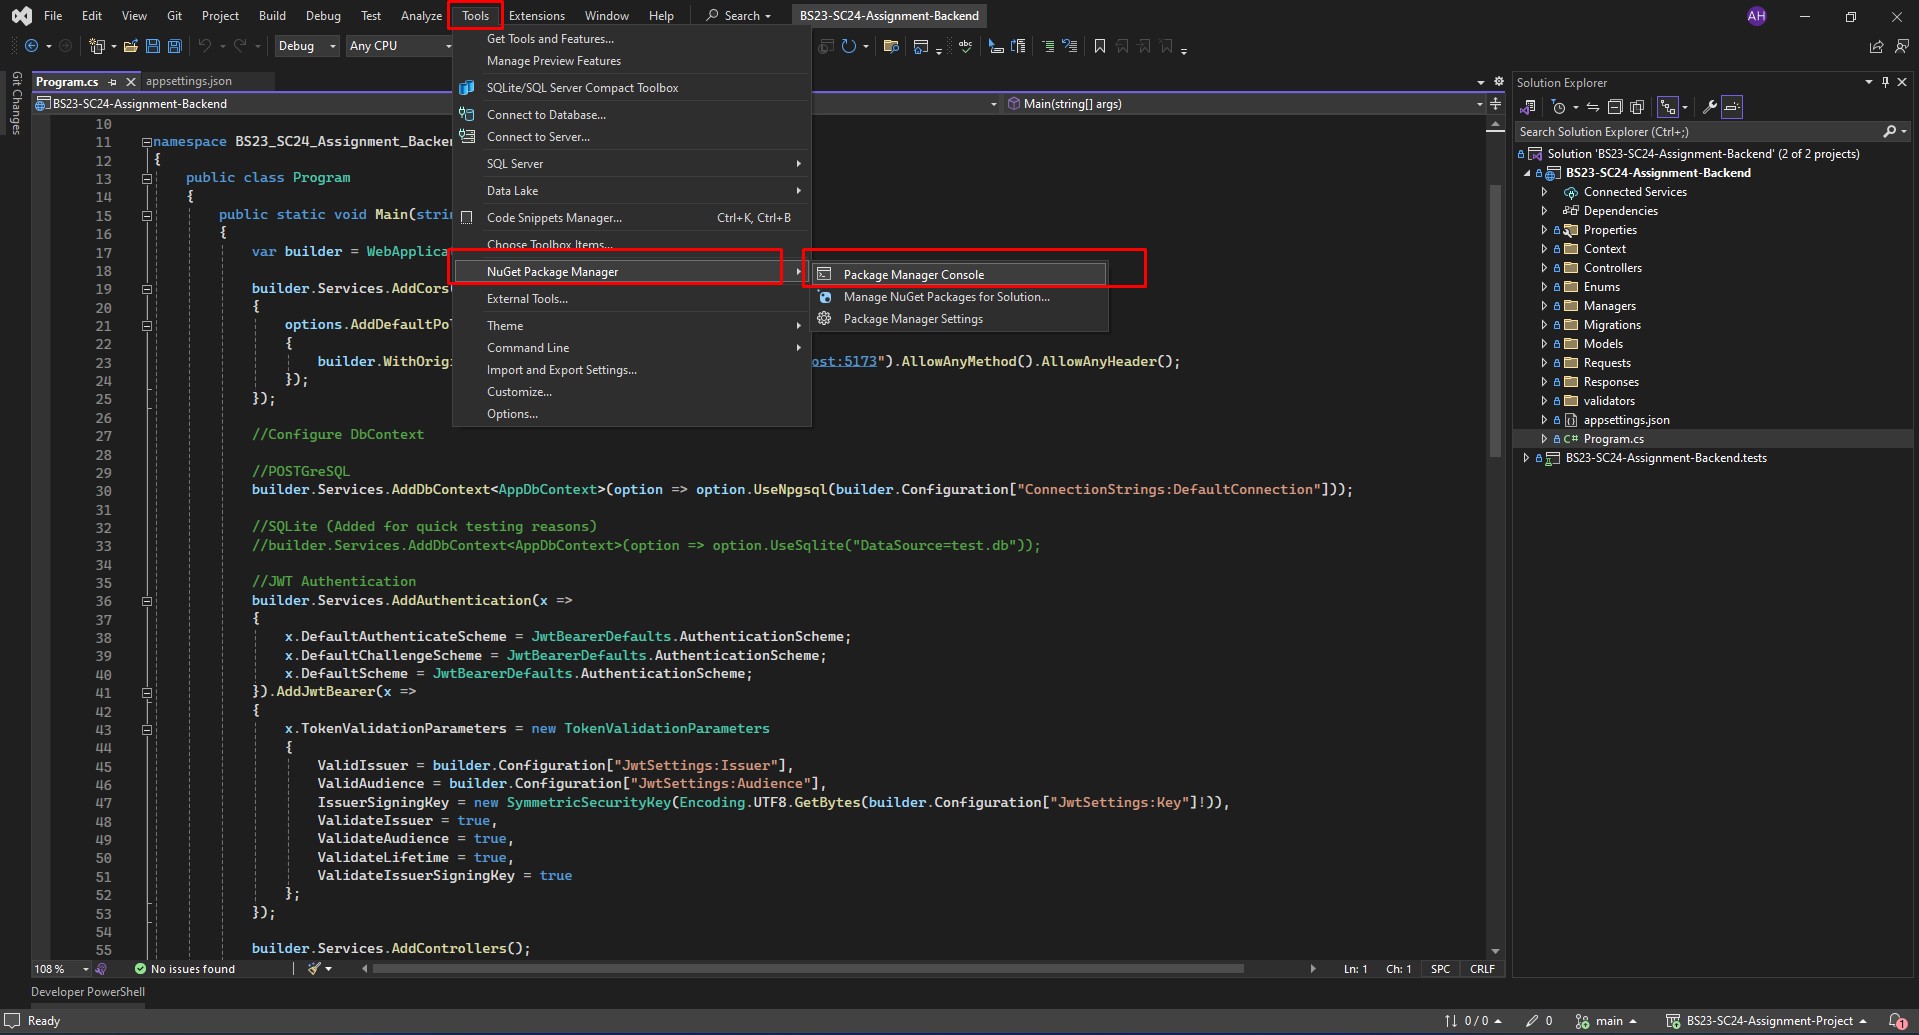 File Edit View Git Project Build Debug Test Analyze Tools Extensions Window Help Search BS23-SC24-Assignment-Backend AH
Debug Any CPU
Git Changes
Program.cs appsettings.json
BS23-SC24-Assignment-Backend Main(string[] args)
Get Tools and Features...
Manage Preview Features
SQLite/SQL Server Compact Toolbox
Connect to Database...
Connect to Server...
SQL Server
Data Lake
Code Snippets Manager... Ctrl+K, Ctrl+B
Choose Toolbox Items...
NuGet Package Manager
External Tools...
Theme
Command Line
Import and Export Settings...
Customize...
Options...
Package Manager Console
Manage NuGet Packages for Solution...
Package Manager Settings
10
11 namespace BS23_SC24_Assignment_Backe
12 {
13 public class Program
14 {
15 public static void Main(stri
16 {
17 var builder = WebApplica
18
19 builder.Services.AddCors
20 {
21 options.AddDefaultPol
22 {
23 builder.WithOrig ost:5173").AllowAnyMethod().AllowAnyHeader();
24 });
25 });
26
27 //Configure DbContext
28
29 //POSTGreSQL
30 builder.Services.AddDbContext<AppDbContext>(option => option.UseNpgsql(builder.Configuration["ConnectionStrings:DefaultConnection"]));
31
32 //SQLite (Added for quick testing reasons)
33 //builder.Services.AddDbContext<AppDbContext>(option => option.UseSqlite("DataSource=test.db"));
34
35 //JWT Authentication
36 builder.Services.AddAuthentication(x =>
37 {
38 x.DefaultAuthenticateScheme = JwtBearerDefaults.AuthenticationScheme;
39 x.DefaultChallengeScheme = JwtBearerDefaults.AuthenticationScheme;
40 x.DefaultScheme = JwtBearerDefaults.AuthenticationScheme;
41 }).AddJwtBearer(x =>
42 {
43 x.TokenValidationParameters = new TokenValidationParameters
44 {
45 ValidIssuer = builder.Configuration["JwtSettings:Issuer"],
46 ValidAudience = builder.Configuration["JwtSettings:Audience"],
47 IssuerSigningKey = new SymmetricSecurityKey(Encoding.UTF8.GetBytes(builder.Configuration["JwtSettings:Key"]!)),
48 ValidateIssuer = true,
49 ValidateAudience = true,
50 ValidateLifetime = true,
51 ValidateIssuerSigningKey = true
52 };
53 });
54
55 builder.Services.AddControllers();
108 % No issues found Ln: 1 Ch: 1 SPC CRLF
Solution Explorer
Search Solution Explorer (Ctrl+;)
Solution 'BS23-SC24-Assignment-Backend' (2 of 2 projects)
BS23-SC24-Assignment-Backend
Connected Services
Dependencies
Properties
Context
Controllers
Enums
Managers
Migrations
Models
Requests
Responses
validators
appsettings.json
C# Program.cs
BS23-SC24-Assignment-Backend.tests
Developer PowerShell
Ready 0 / 0 0 main BS23-SC24-Assignment-Project 1